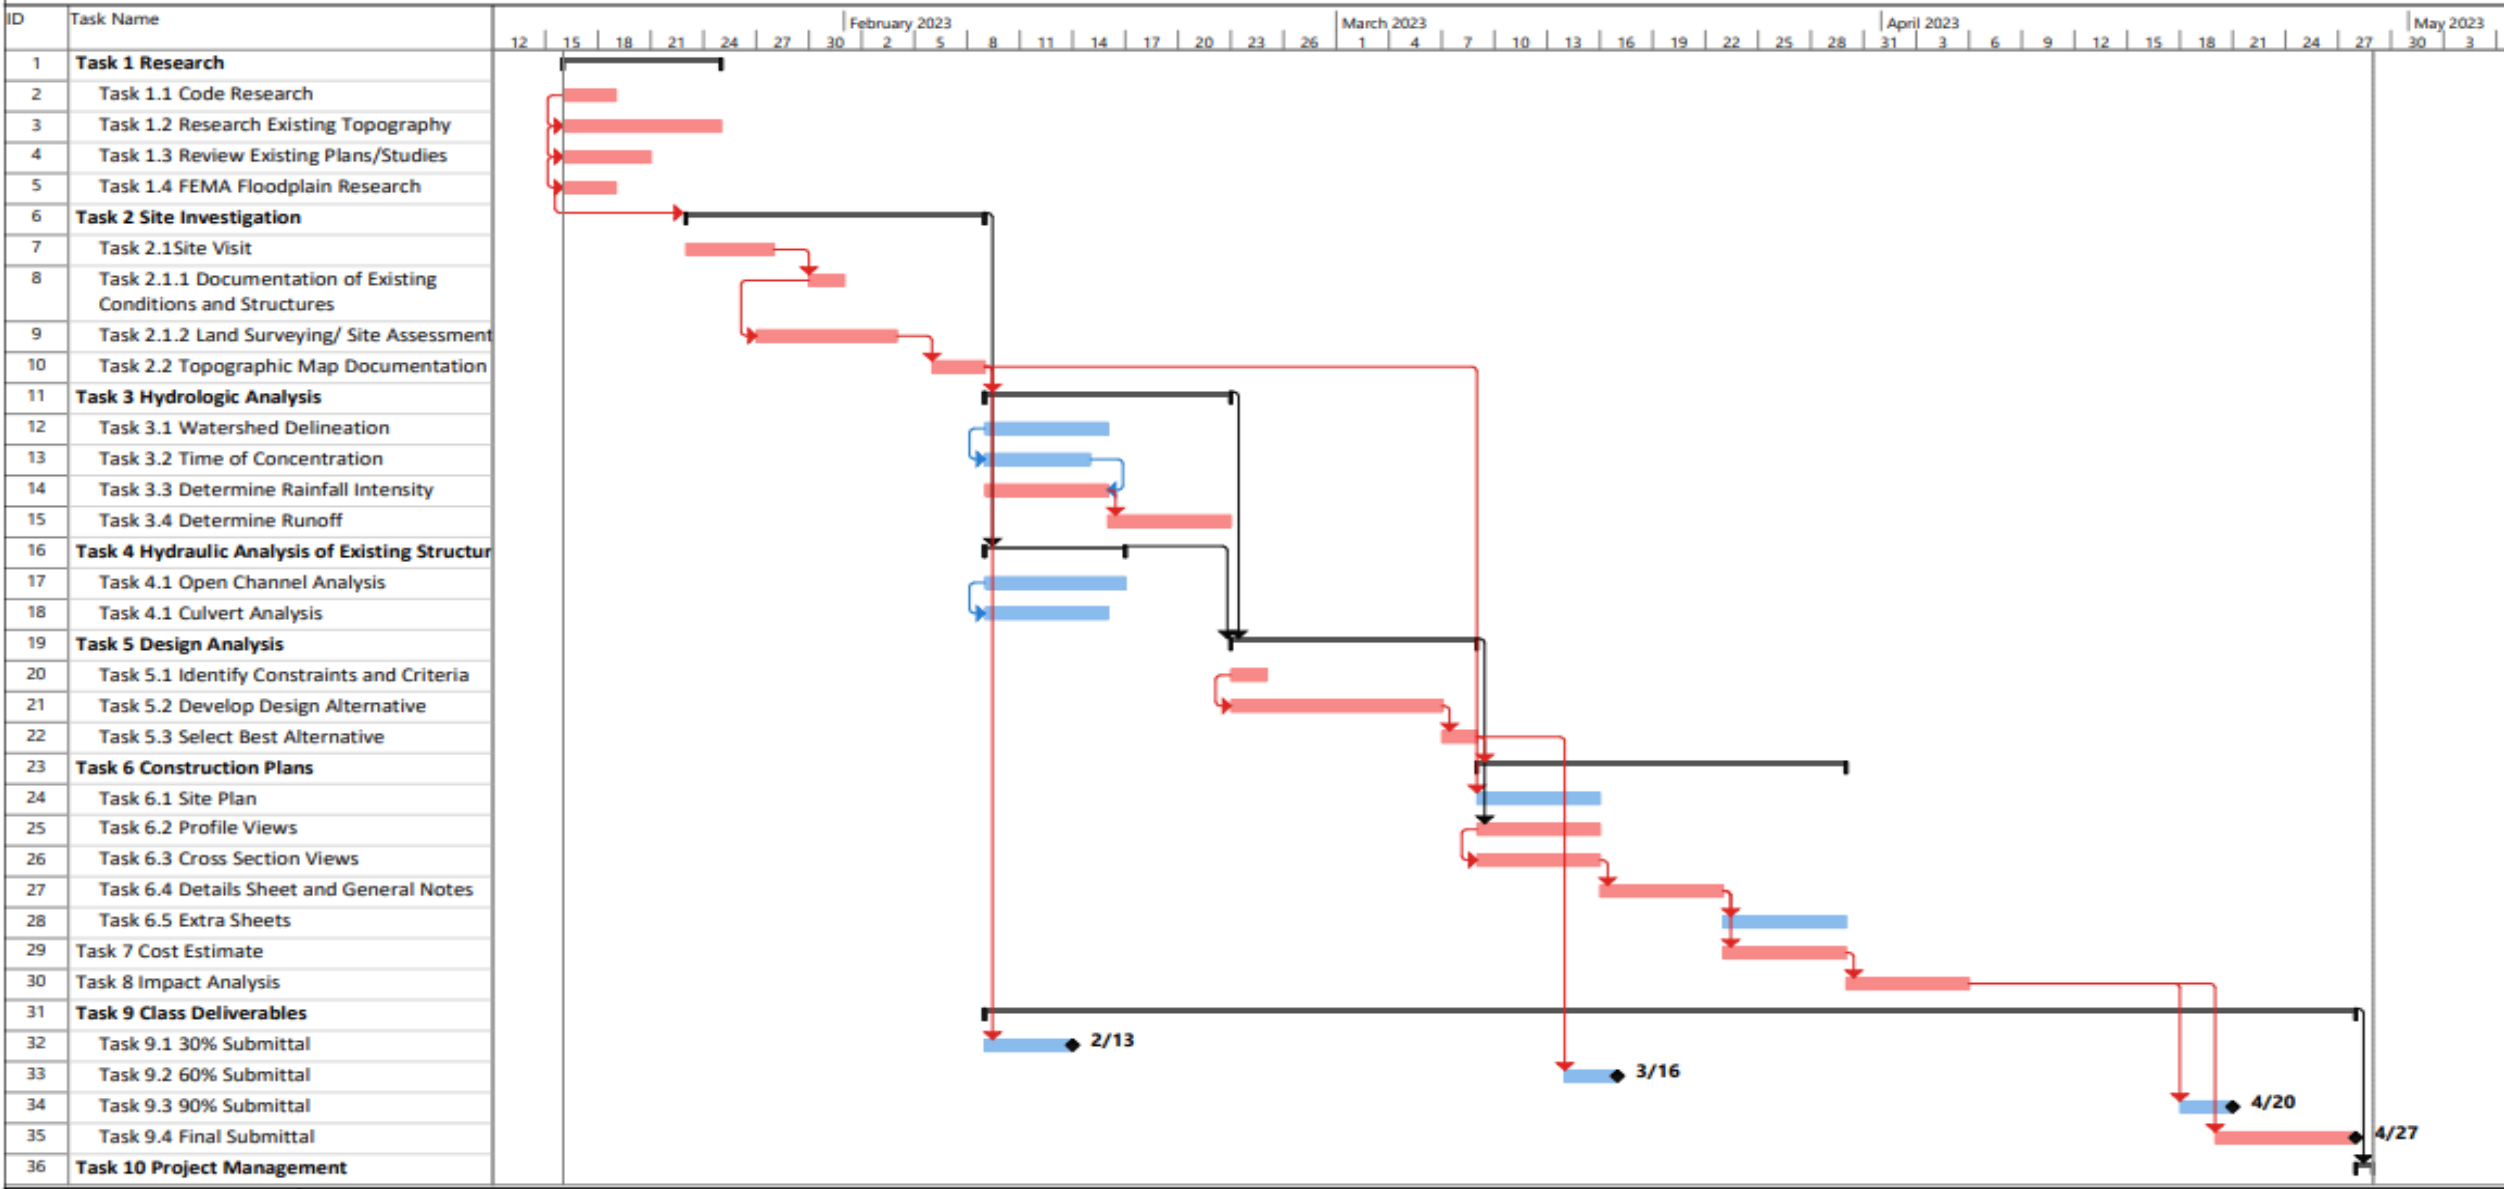 ID Task Name February 2023 March 2023 April 2023 May 2023
12 15 18 21 24 27 30 2 5 8 11 14 17 20 23 26 1 4 7 10 13 16 19 22 25 28 31 3 6 9 12 15 18 21 24 27 30 3
1 Task 1 Research
2 Task 1.1 Code Research
3 Task 1.2 Research Existing Topography
4 Task 1.3 Review Existing Plans/Studies
5 Task 1.4 FEMA Floodplain Research
6 Task 2 Site Investigation
7 Task 2.1Site Visit
8 Task 2.1.1 Documentation of Existing
Conditions and Structures
9 Task 2.1.2 Land Surveying/ Site Assessment
10 Task 2.2 Topographic Map Documentation
11 Task 3 Hydrologic Analysis
12 Task 3.1 Watershed Delineation
13 Task 3.2 Time of Concentration
14 Task 3.3 Determine Rainfall Intensity
15 Task 3.4 Determine Runoff
16 Task 4 Hydraulic Analysis of Existing Structur
17 Task 4.1 Open Channel Analysis
18 Task 4.1 Culvert Analysis
19 Task 5 Design Analysis
20 Task 5.1 Identify Constraints and Criteria
21 Task 5.2 Develop Design Alternative
22 Task 5.3 Select Best Alternative
23 Task 6 Construction Plans
24 Task 6.1 Site Plan
25 Task 6.2 Profile Views
26 Task 6.3 Cross Section Views
27 Task 6.4 Details Sheet and General Notes
28 Task 6.5 Extra Sheets
29 Task 7 Cost Estimate
30 Task 8 Impact Analysis
31 Task 9 Class Deliverables
32 Task 9.1 30% Submittal 2/13
33 Task 9.2 60% Submittal 3/16
34 Task 9.3 90% Submittal 4/20
35 Task 9.4 Final Submittal 4/27
36 Task 10 Project Management